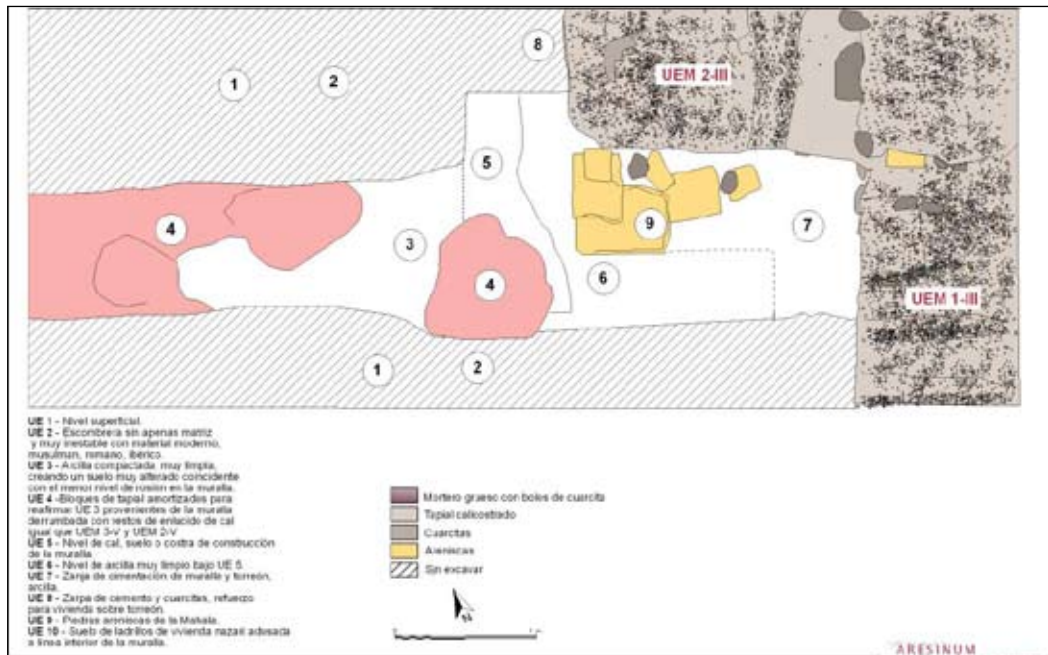 8
1
2
UEM 2-III
5
4
3
9
7
4
6
UEM 1-III
1
2
UE 1 - Nivel superficial.
UE 2 - Escombrera sin apenas matriz
y muy inestable con material moderno,
musulman, romano, ibérico.
UE 3 - Arcilla compactada, muy limpia,
creando un suelo muy alterado coincidente
con el menor nivel de rusión en la muralla.
UE 4 -Bloques de tapial amortizados para
reafirmar UE 3 provenientes de la muralla
derrumbada con restos de enlucido de cal
igual que UEM 3-V y UEM 2-V
UE 5 - Nivel de cal, suelo o costra de construcción
de la muralla
UE 6 - Nivel de arcilla muy limpio bajo UE 5.
UE 7 - Zanja de cimentación de muralla y torreón,
arcilla.
UE 8 - Zarpa de cemento y cuarcitas, refuerzo
para vivienda sobre torreón.
UE 9 - Piedras areniscas de la Mahala.
UE 10 - Suelo de ladrillos de vivienda nazarí adosada
a línea interior de la muralla.
Mortero grueso con bolos de cuarcita
Tapial calicostrado
Cuarcitas
Areniscas
Sin excavar
ARESINUM